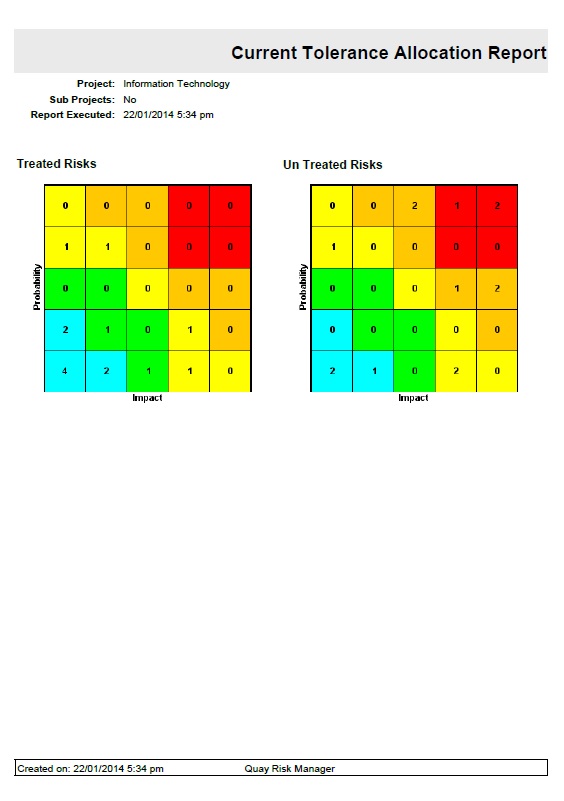 Current Tolerance Allocation Report
Project: Information Technology
Sub Projects: No
Report Executed: 22/01/2014 5:34 pm
Treated Risks
0 0 0 0 0
1 1 0 0 0
0 0 0 0 0
2 1 0 1 0
4 2 1 1 0
Probability
Impact
Un Treated Risks
0 0 2 1 2
1 0 0 0 0
0 0 0 1 2
0 0 0 0 0
2 1 0 2 0
Probability
Impact
Created on: 22/01/2014 5:34 pm Quay Risk Manager